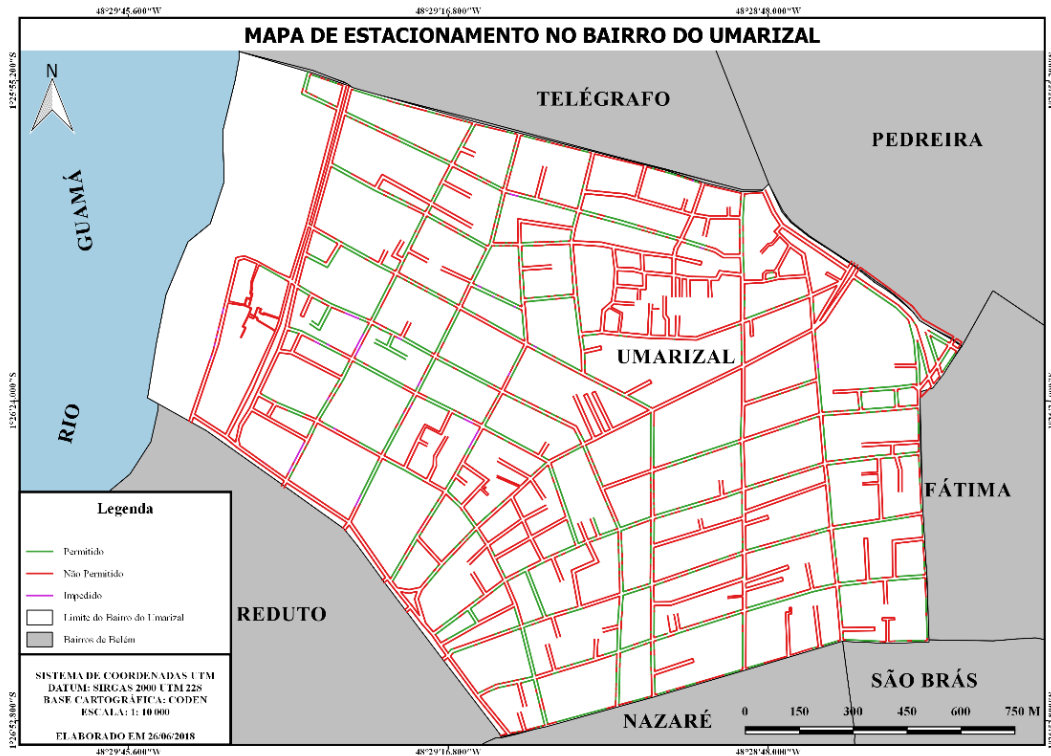 48°29'45.600"W 48°29'16.800"W 48°28'48.000"W
MAPA DE ESTACIONAMENTO NO BAIRRO DO UMARIZAL
1°25'55.200"S
N
TELÉGRAFO
PEDREIRA
GUAMÁ
UMARIZAL
1°26'24.000"S
RIO
FÁTIMA
Legenda
Permitido
Não Permitido
Impedido
Limite do Bairro do Umarizal
Bairros de Belém
REDUTO
SISTEMA DE COORDENADAS UTM
DATUM: SIRGAS 2000 UTM 22S
BASE CARTOGRÁFICA: CODEN
ESCALA: 1: 10 000
ELABORADO EM 26/06/2018
SÃO BRÁS
NAZARÉ
0 150 300 450 600 750 M
1°26'52.800"S
48°29'45.600"W 48°29'16.800"W 48°28'48.000"W